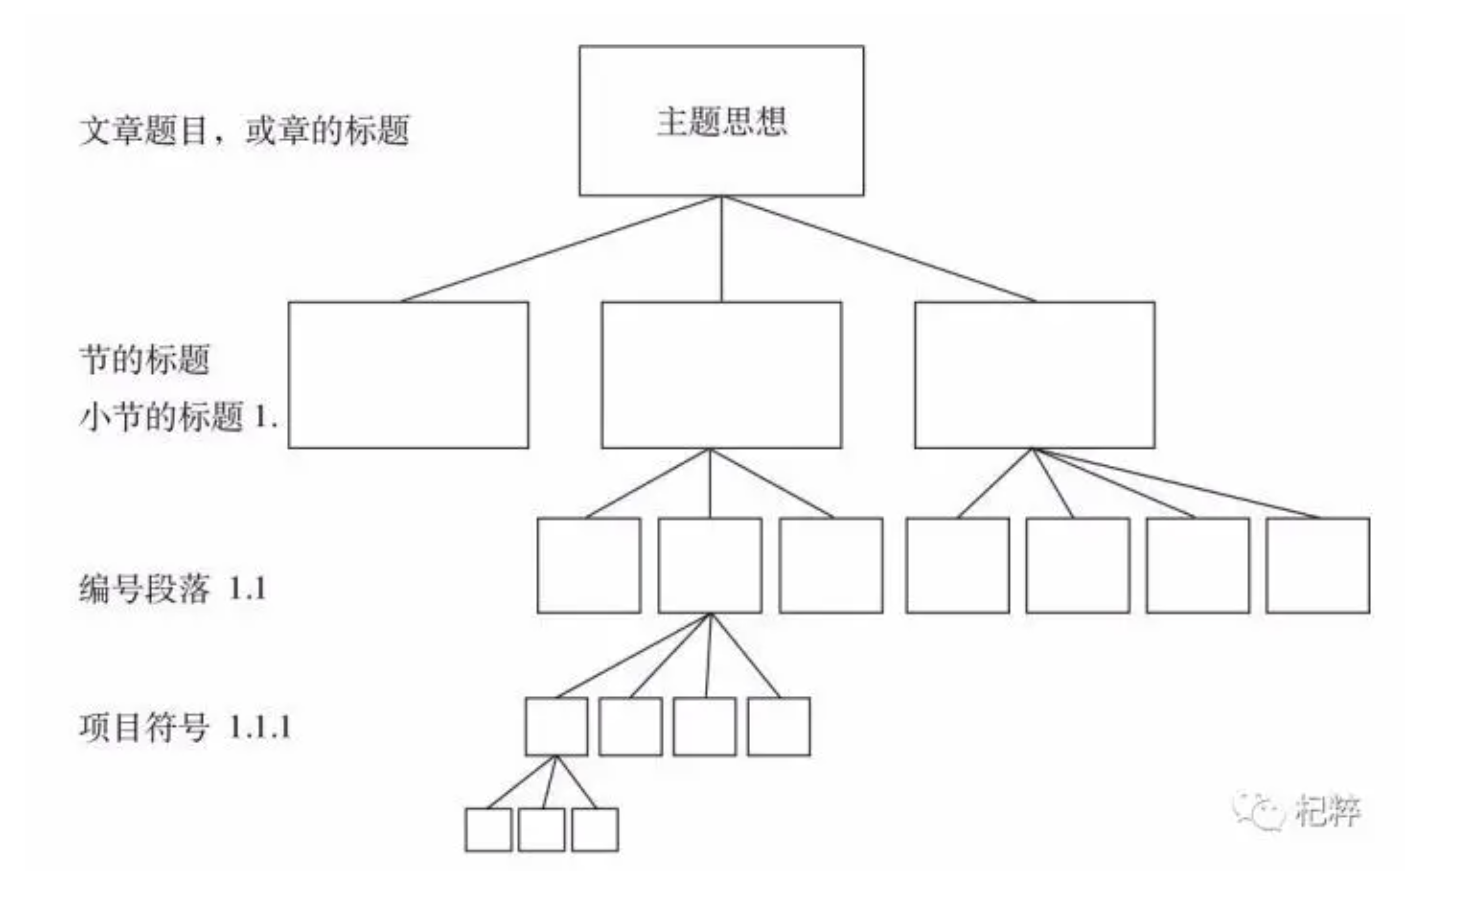 主题思想
文章题目，或章的标题
节的标题
小节的标题 1.
编号段落 1.1
项目符号 1.1.1
杞粹